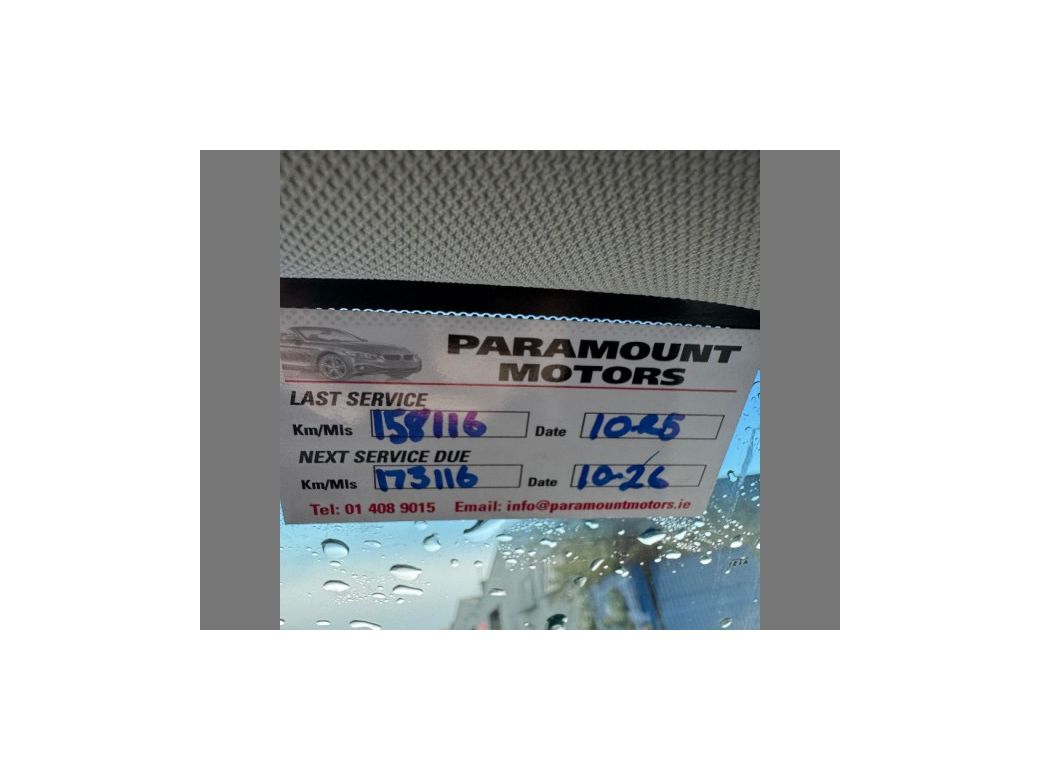 PARAMOUNT
MOTORS
LAST SERVICE
Km/Mls 158116 Date 10-25
NEXT SERVICE DUE
Km/Mls 173116 Date 10-26
Tel: 01 408 9015 Email: info@paramountmotors.ie